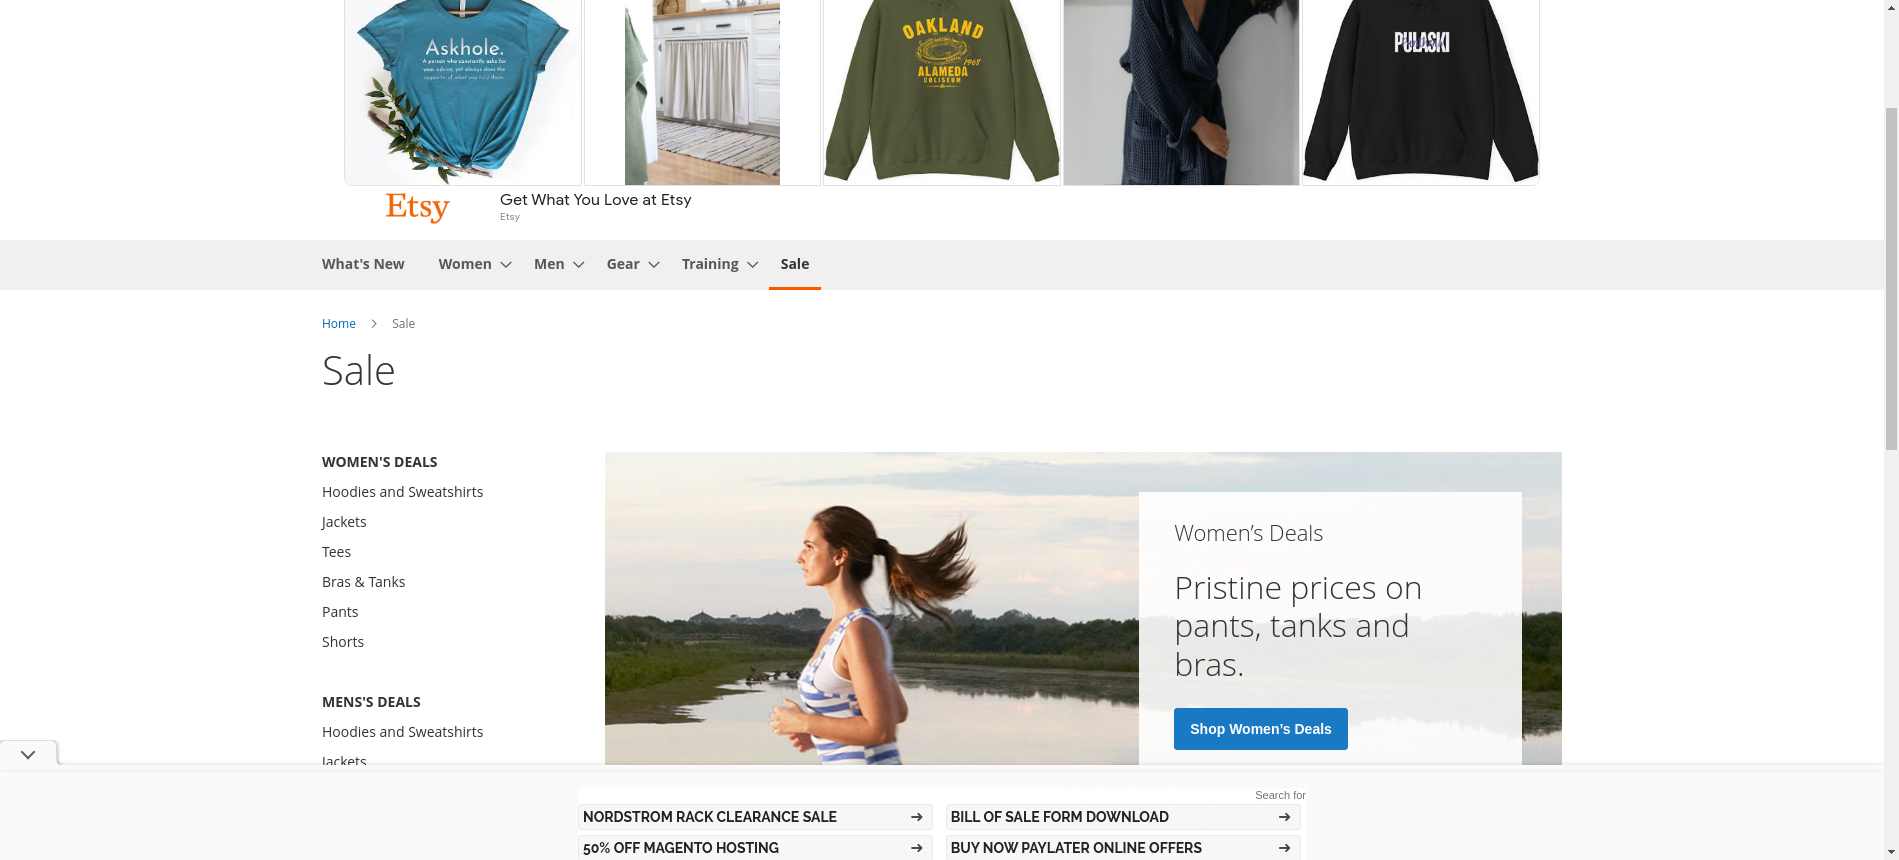 Askhole.
A person who constantly asks for
your advice, yet always does the
opposite of what you told them.
OAKLAND
1968
ALAMEDA
COLISEUM
PULASKI
Etsy
Get What You Love at Etsy
Etsy
What's New
Women
Men
Gear
Training
Sale
Home
Sale
Sale
WOMEN'S DEALS
Hoodies and Sweatshirts
Jackets
Tees
Bras & Tanks
Pants
Shorts
MENS'S DEALS
Hoodies and Sweatshirts
Jackets
Women’s Deals
Pristine prices on
pants, tanks and
bras.
Shop Women’s Deals
Search for
NORDSTROM RACK CLEARANCE SALE
BILL OF SALE FORM DOWNLOAD
50% OFF MAGENTO HOSTING
BUY NOW PAYLATER ONLINE OFFERS